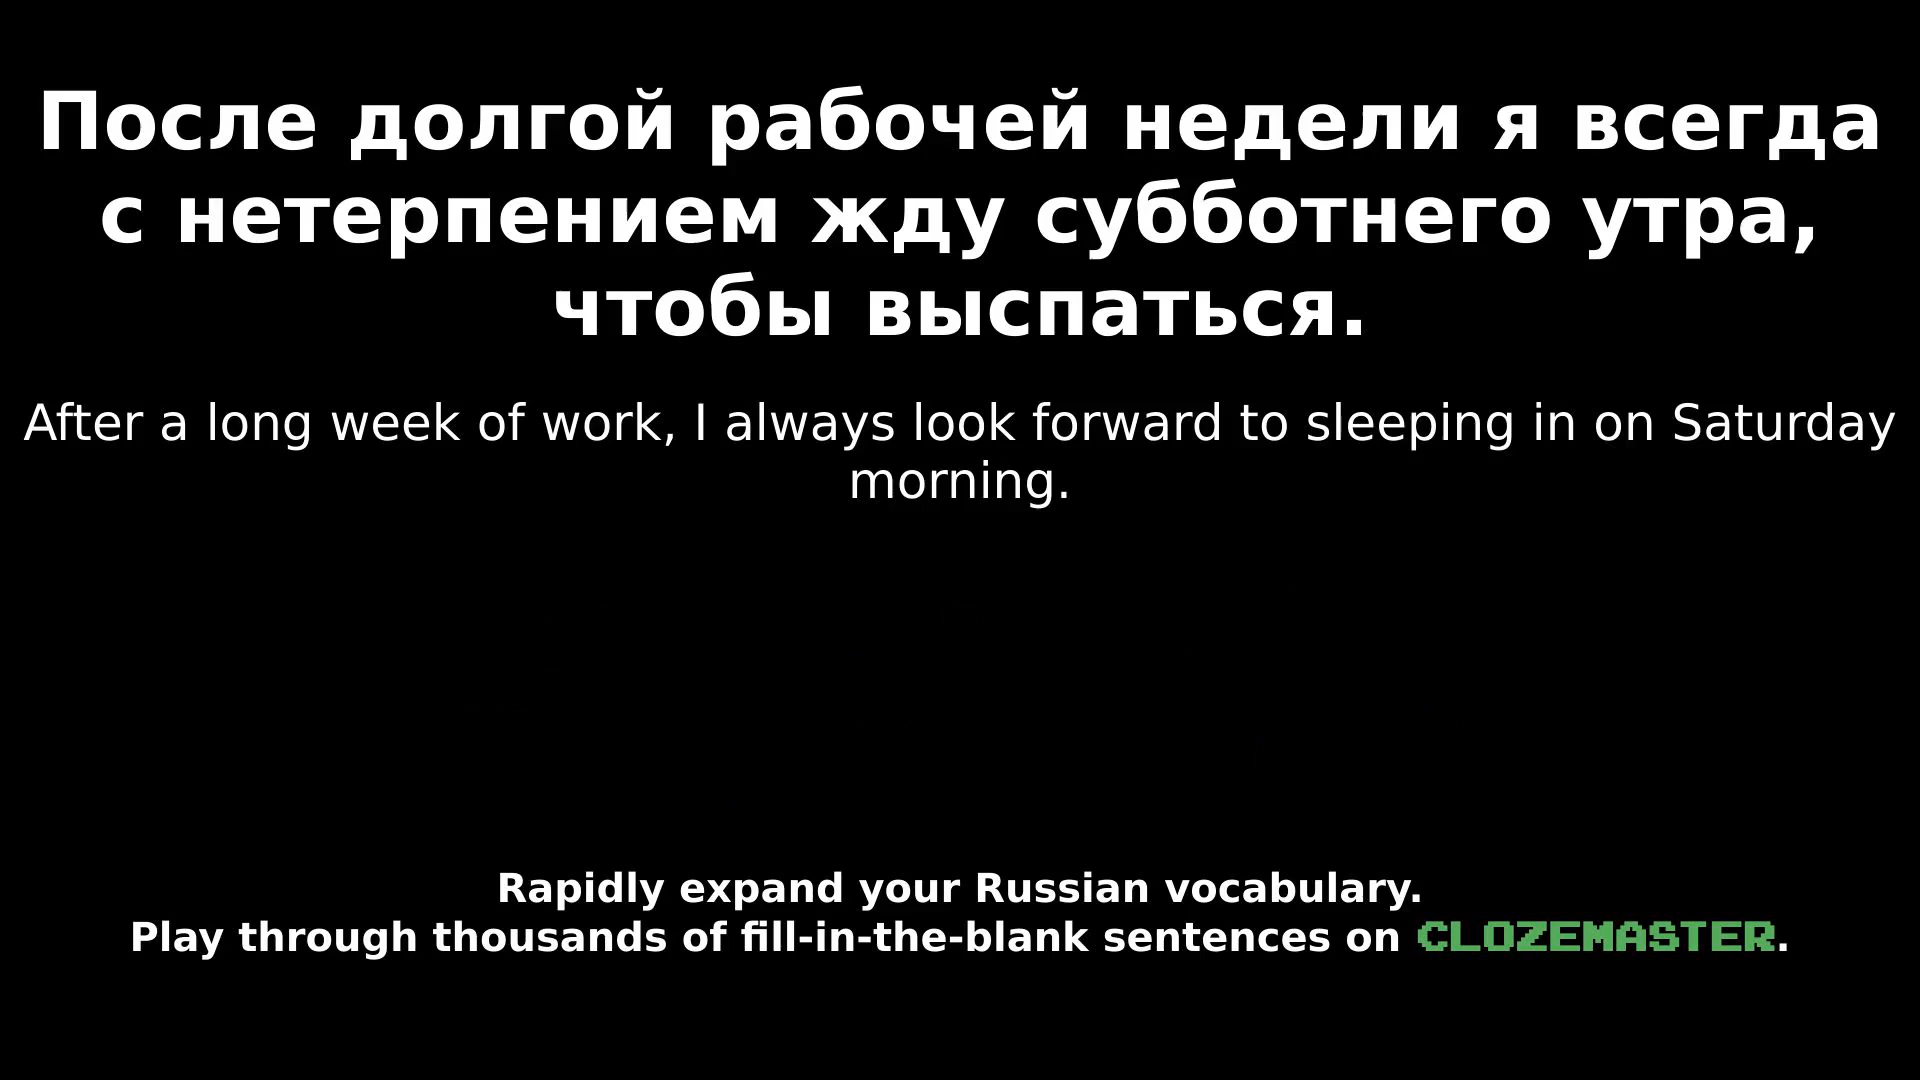 После долгой рабочей недели я всегда
с нетерпением жду субботнего утра,
чтобы выспаться.
After a long week of work, I always look forward to sleeping in on Saturday
morning.
Rapidly expand your Russian vocabulary.
Play through thousands of fill-in-the-blank sentences on CLOZEMASTER.